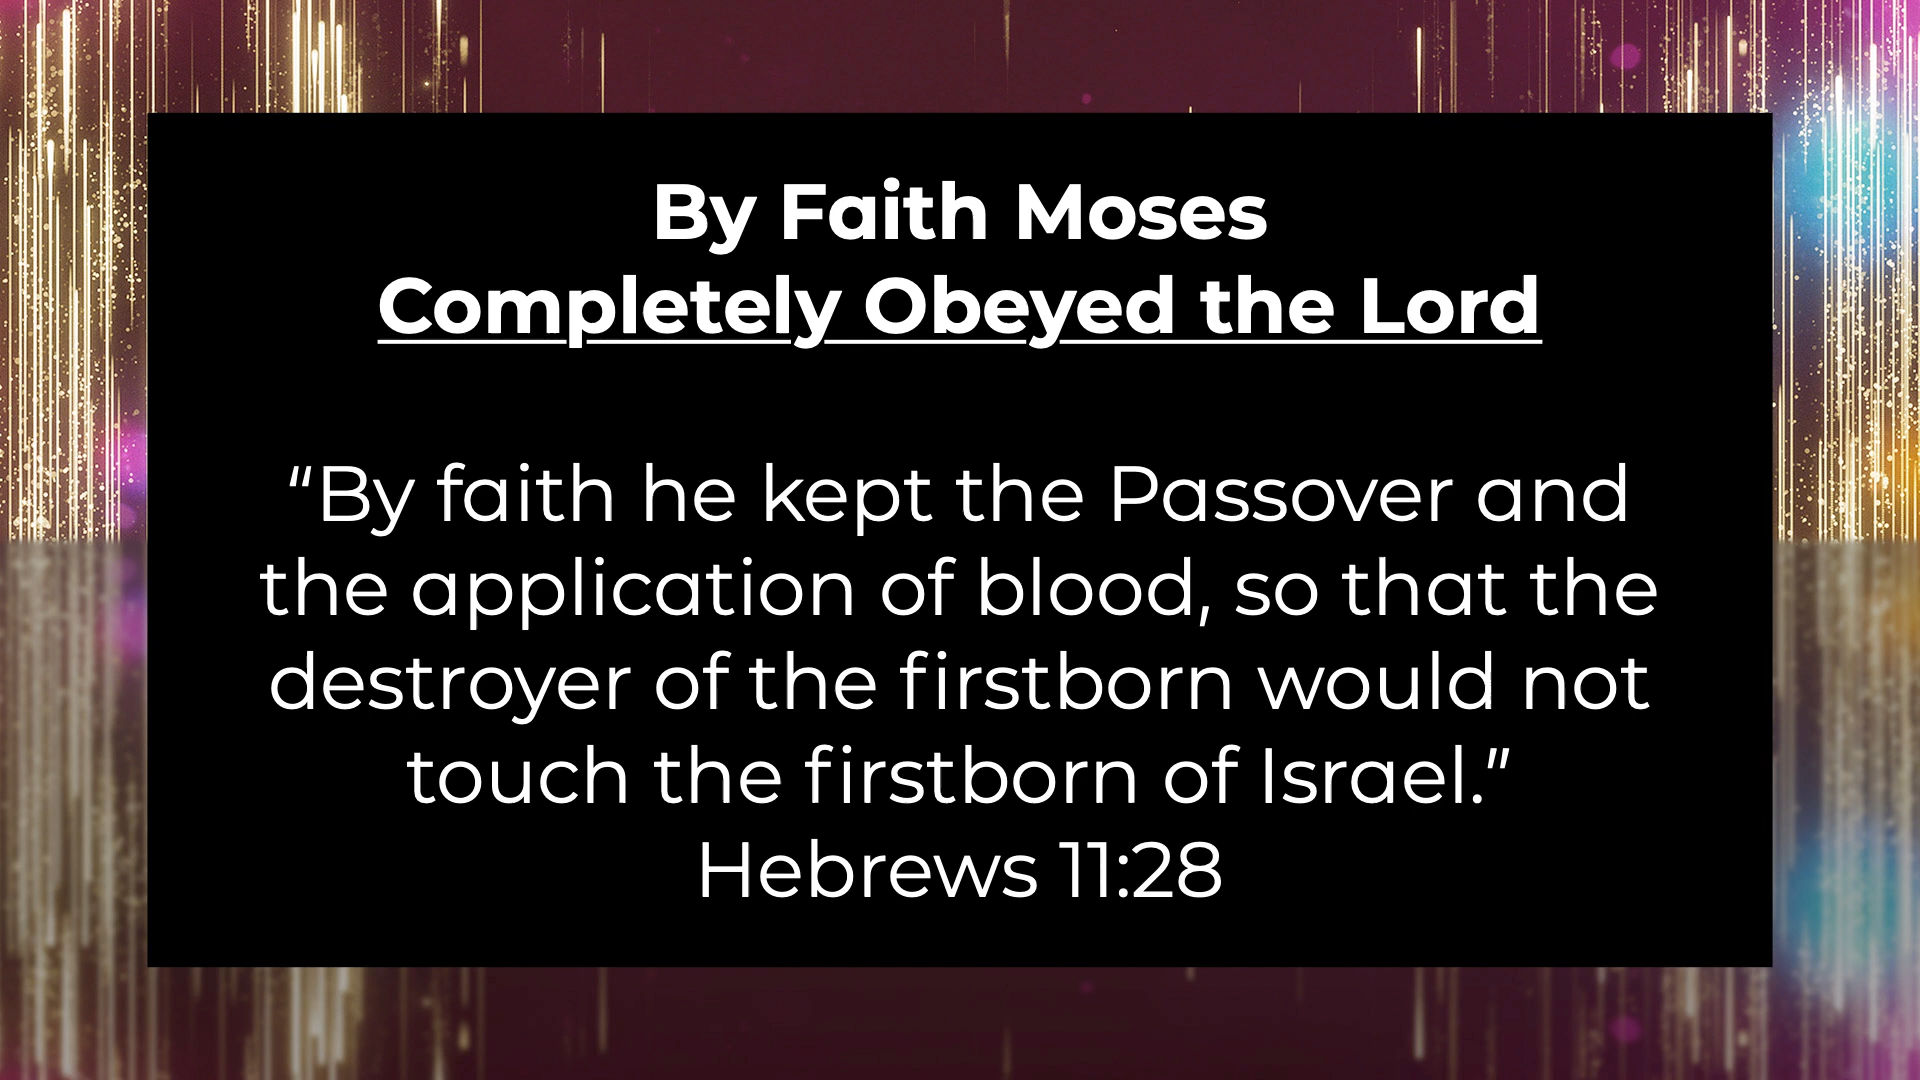 By Faith Moses
Completely Obeyed the Lord
“By faith he kept the Passover and
the application of blood, so that the
destroyer of the firstborn would not
touch the firstborn of Israel.”
Hebrews 11:28